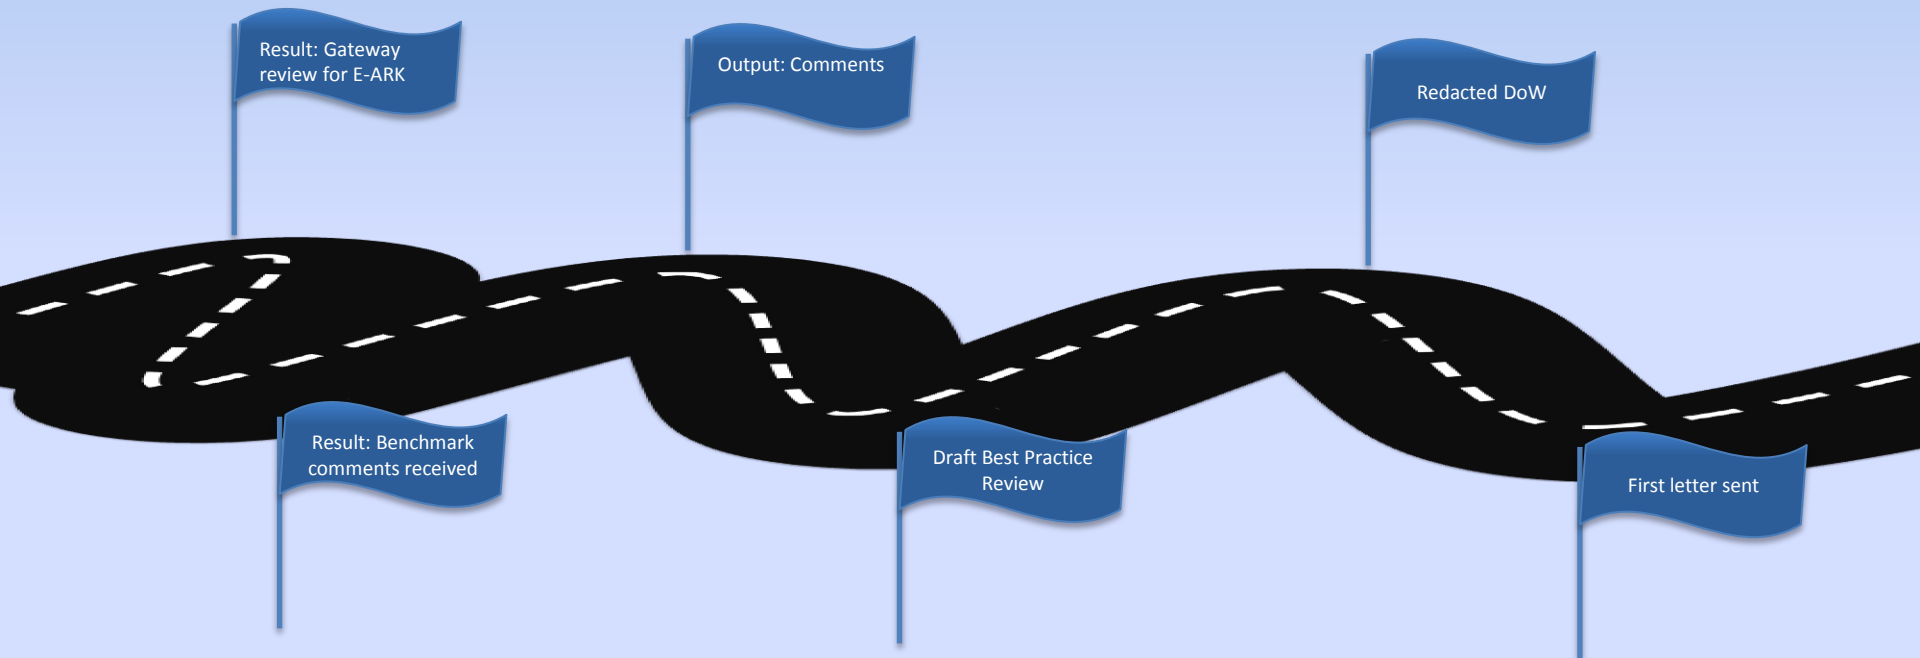 Result: Gateway
review for E-ARK
Output: Comments
Redacted DoW
Result: Benchmark
comments received
Draft Best Practice
Review
First letter sent